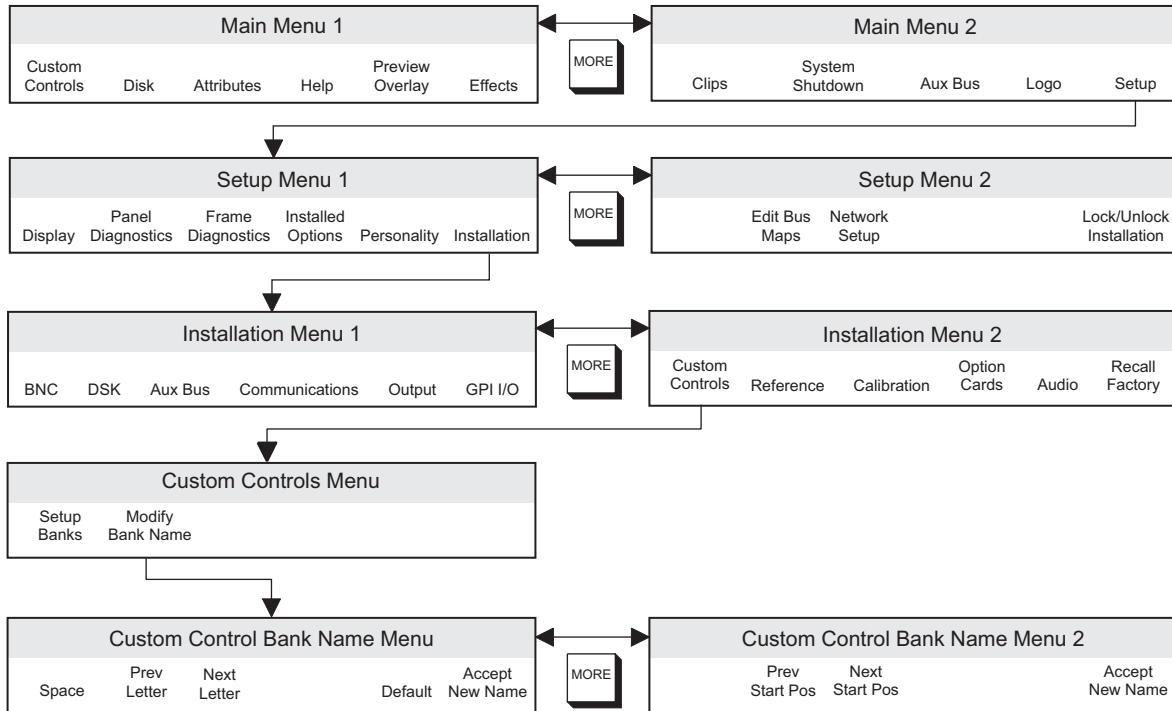 Main Menu 1
Custom
Controls
Disk
Attributes
Help
Preview
Overlay
Effects
MORE
Main Menu 2
Clips
System
Shutdown
Aux Bus
Logo
Setup
Setup Menu 1
Display
Panel
Diagnostics
Frame
Diagnostics
Installed
Options
Personality
Installation
MORE
Setup Menu 2
Edit Bus
Maps
Network
Setup
Lock/Unlock
Installation
Installation Menu 1
BNC
DSK
Aux Bus
Communications
Output
GPI I/O
MORE
Installation Menu 2
Custom
Controls
Reference
Calibration
Option
Cards
Audio
Recall
Factory
Custom Controls Menu
Setup
Banks
Modify
Bank Name
Custom Control Bank Name Menu
Space
Prev
Letter
Next
Letter
Default
Accept
New Name
MORE
Custom Control Bank Name Menu 2
Prev
Start Pos
Next
Start Pos
Accept
New Name